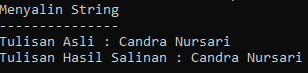 Menyalin String
---------------
Tulisan Asli : Candra Nursari
Tulisan Hasil Salinan : Candra Nursari